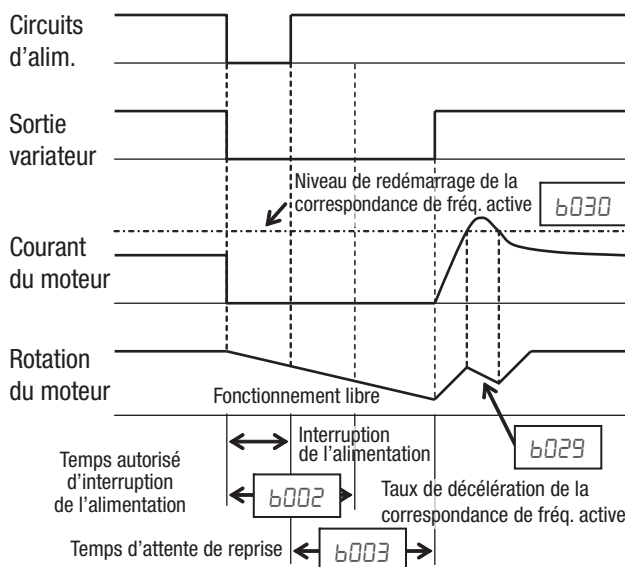 Circuits
d’alim.
Sortie
variateur
Niveau de redémarrage de la
correspondance de fréq. active
b030
Courant
du moteur
Rotation
du moteur
Fonctionnement libre
Interruption
de l’alimentation
b029
Temps autorisé
d’interruption
de l’alimentation
b002
Taux de décélération de la
correspondance de fréq. active
Temps d’attente de reprise
b003